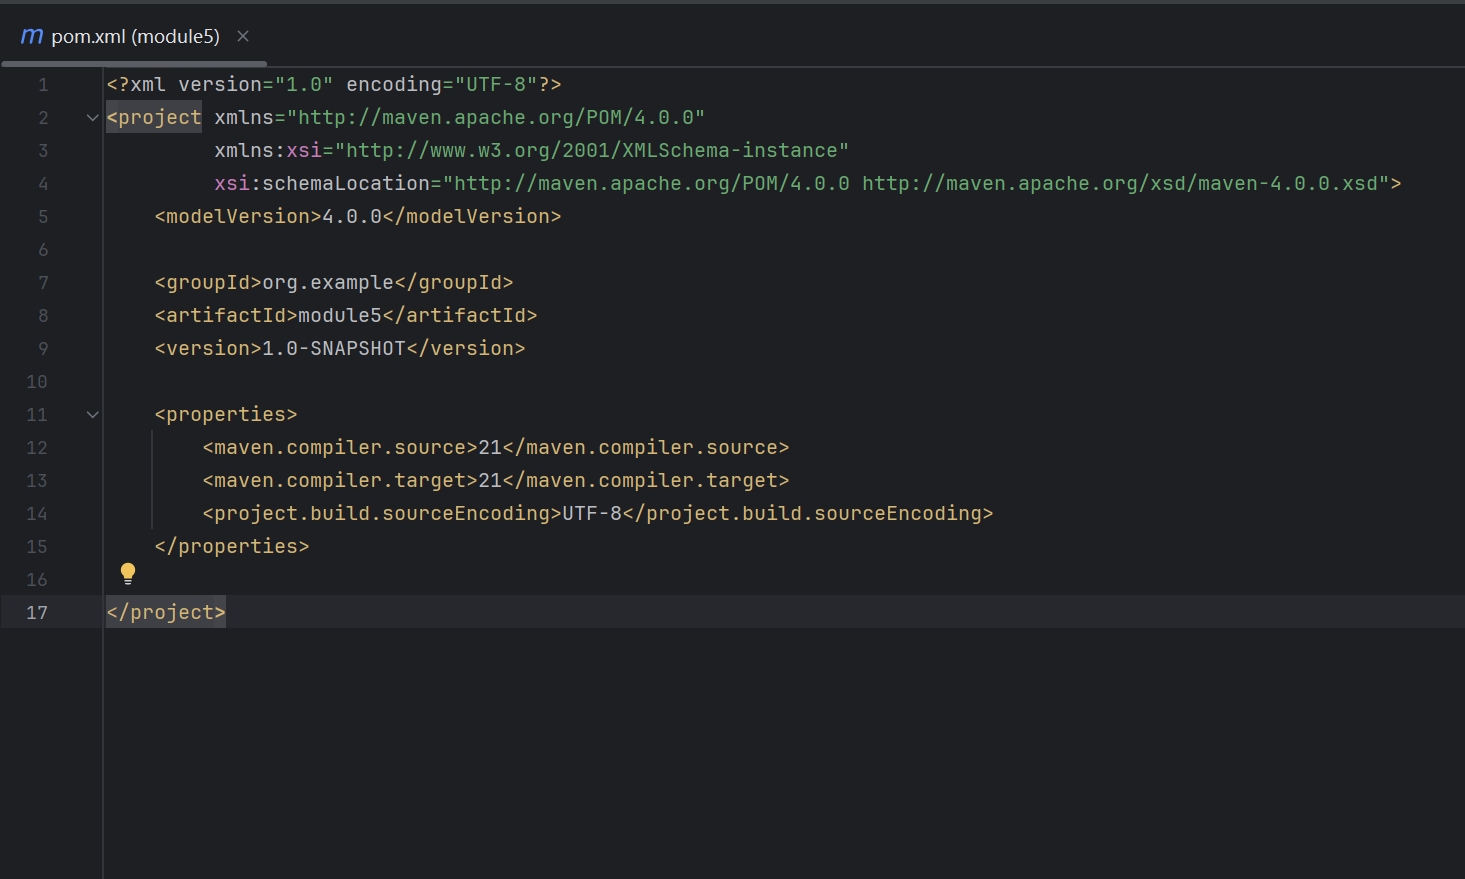 pom.xml (module5)
1 <?xml version="1.0" encoding="UTF-8"?>
2 <project xmlns="http://maven.apache.org/POM/4.0.0"
3          xmlns:xsi="http://www.w3.org/2001/XMLSchema-instance"
4          xsi:schemaLocation="http://maven.apache.org/POM/4.0.0 http://maven.apache.org/xsd/maven-4.0.0.xsd">
5     <modelVersion>4.0.0</modelVersion>
6
7     <groupId>org.example</groupId>
8     <artifactId>module5</artifactId>
9     <version>1.0-SNAPSHOT</version>
10
11     <properties>
12         <maven.compiler.source>21</maven.compiler.source>
13         <maven.compiler.target>21</maven.compiler.target>
14         <project.build.sourceEncoding>UTF-8</project.build.sourceEncoding>
15     </properties>
16
17 </project>